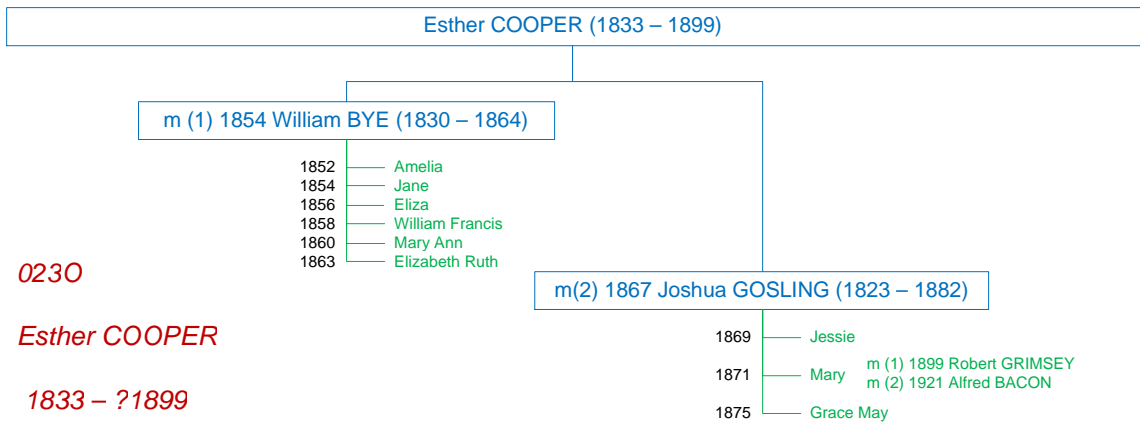 Esther COOPER (1833 – 1899)
m (1) 1854 William BYE (1830 – 1864)
1852 Amelia
1854 Jane
1856 Eliza
1858 William Francis
1860 Mary Ann
1863 Elizabeth Ruth
023O
Esther COOPER
1833 – ?1899
m(2) 1867 Joshua GOSLING (1823 – 1882)
1869 Jessie
1871 Mary m (1) 1899 Robert GRIMSEY
m (2) 1921 Alfred BACON
1875 Grace May